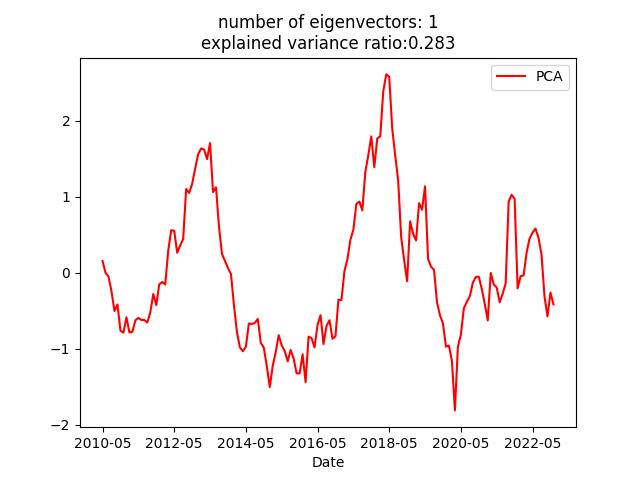 number of eigenvectors: 1
explained variance ratio:0.283
PCA
2
1
0
−1
−2
2010-05 2012-05 2014-05 2016-05 2018-05 2020-05 2022-05
Date